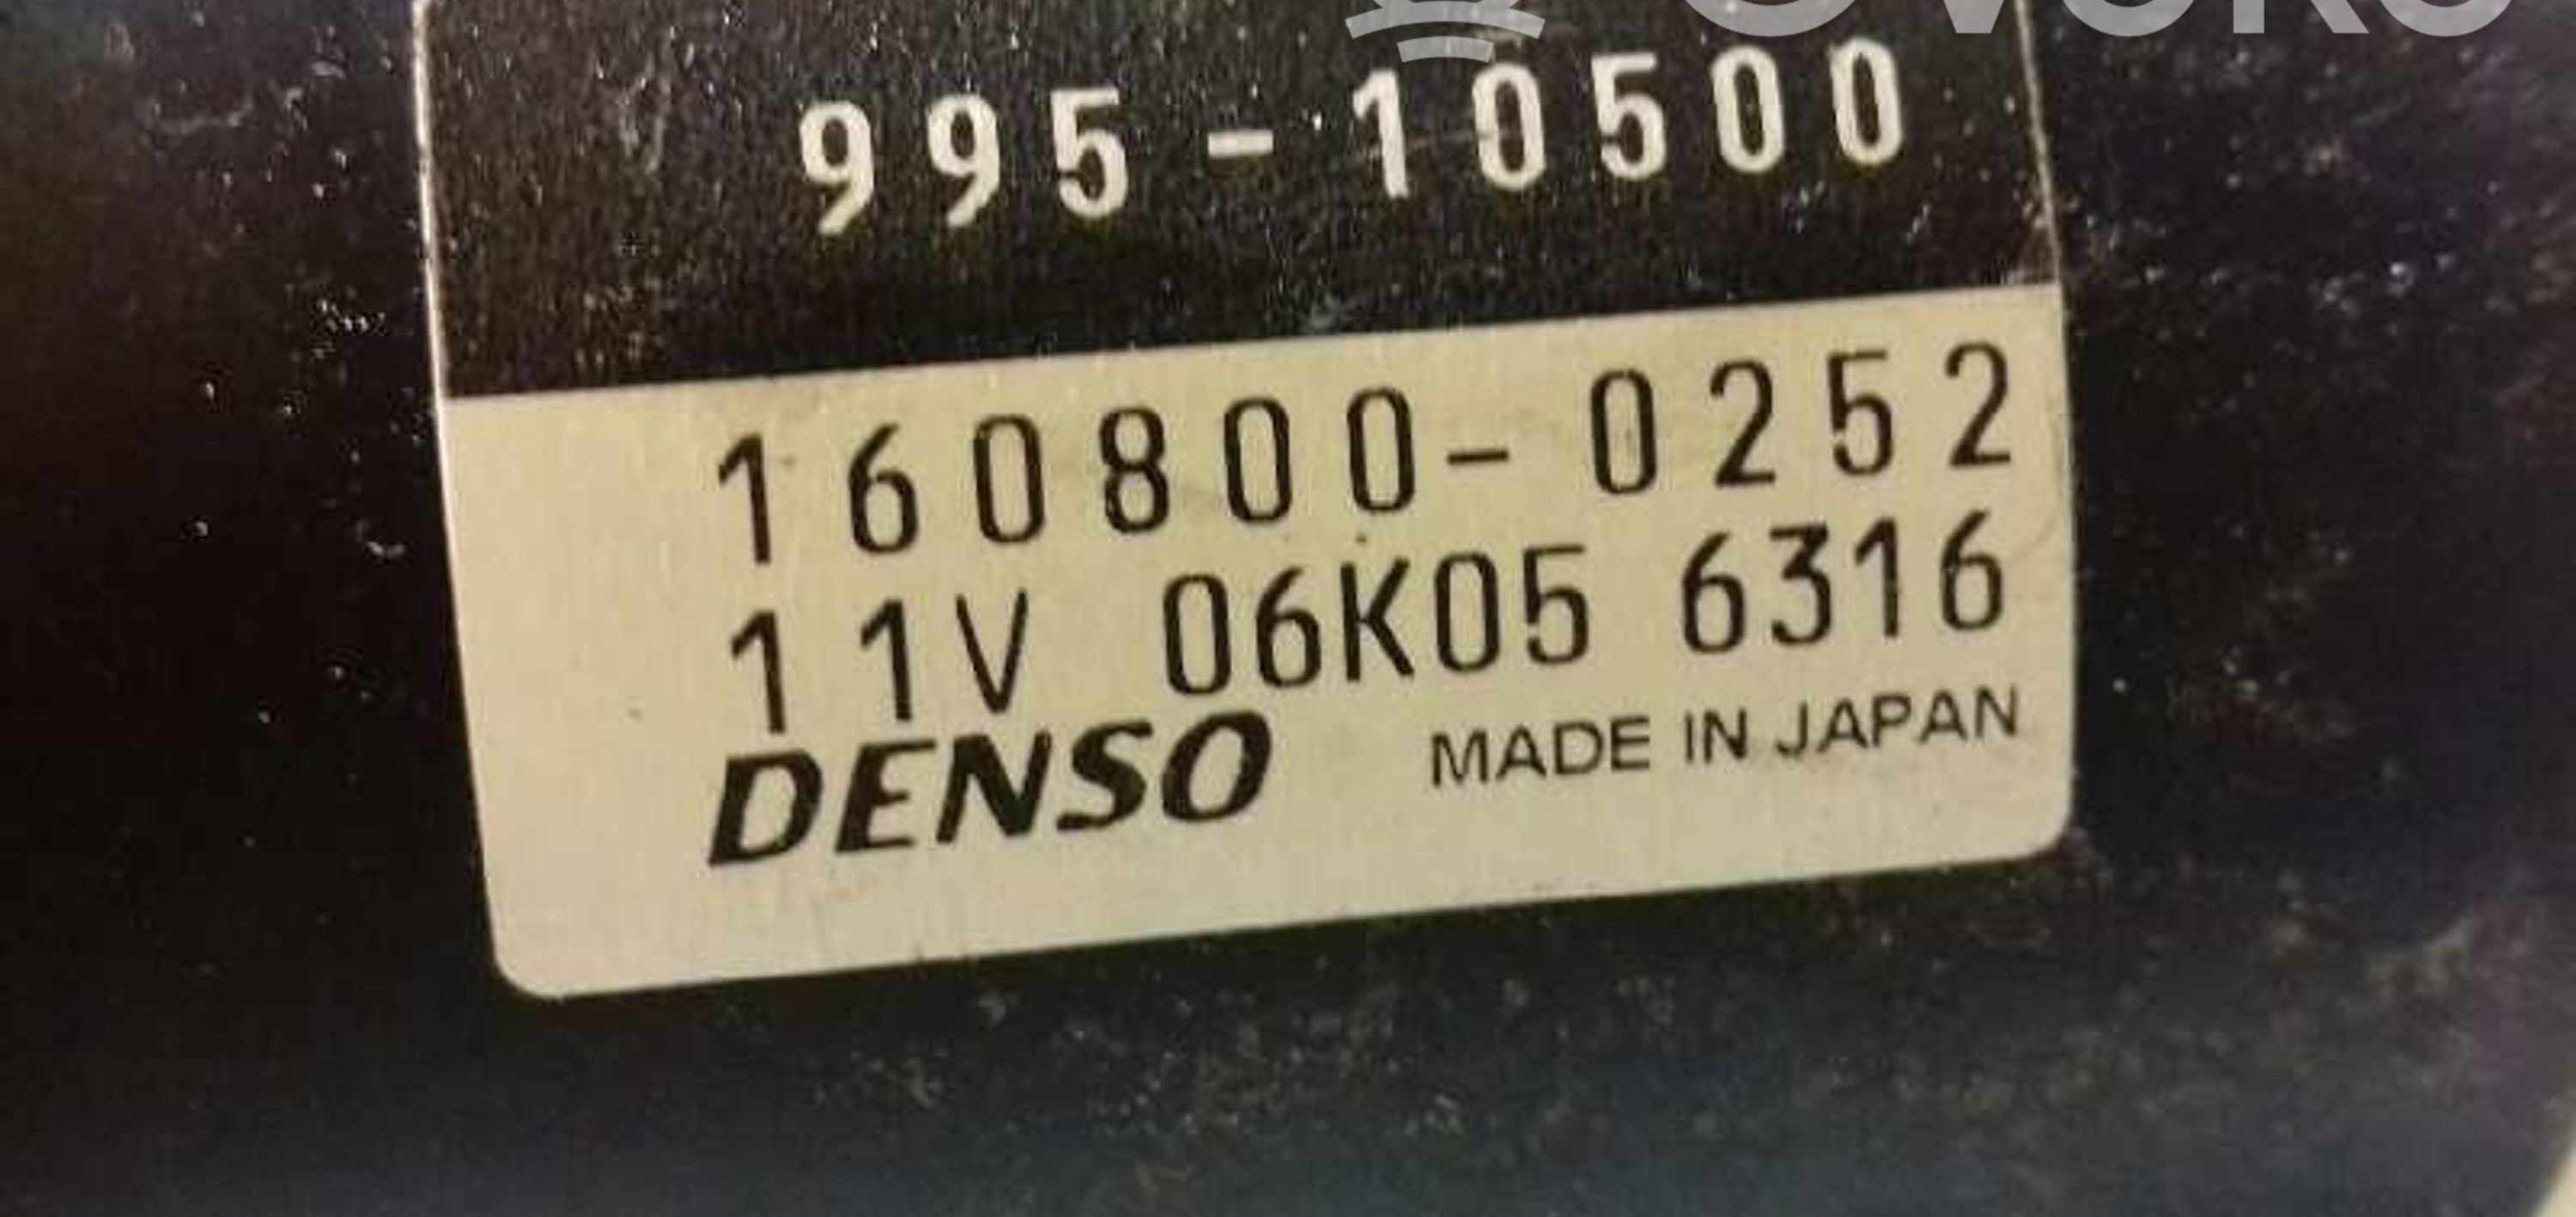 995-10500
160800-0252
11V 06K05 6316
DENSO MADE IN JAPAN